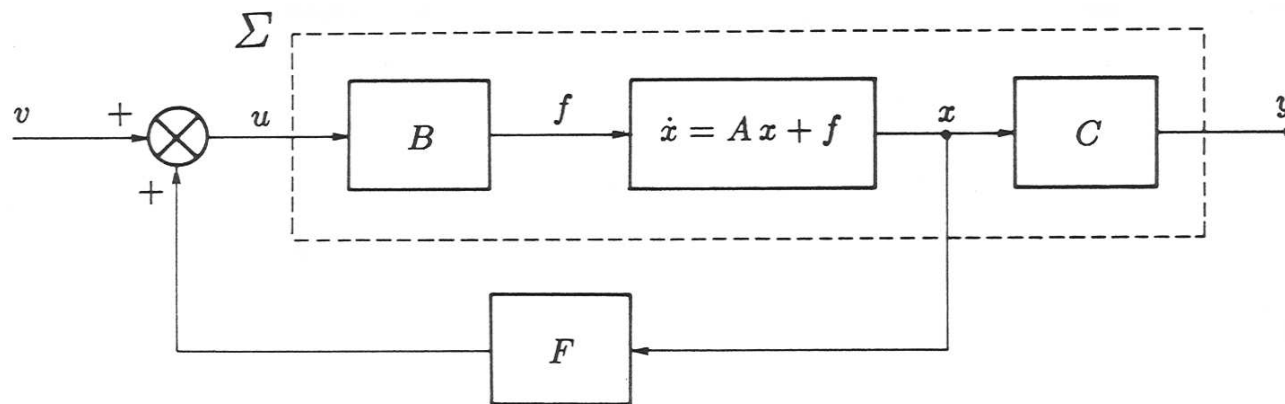 Σ
v + u B f ẋ = A x + f x C y
+
F